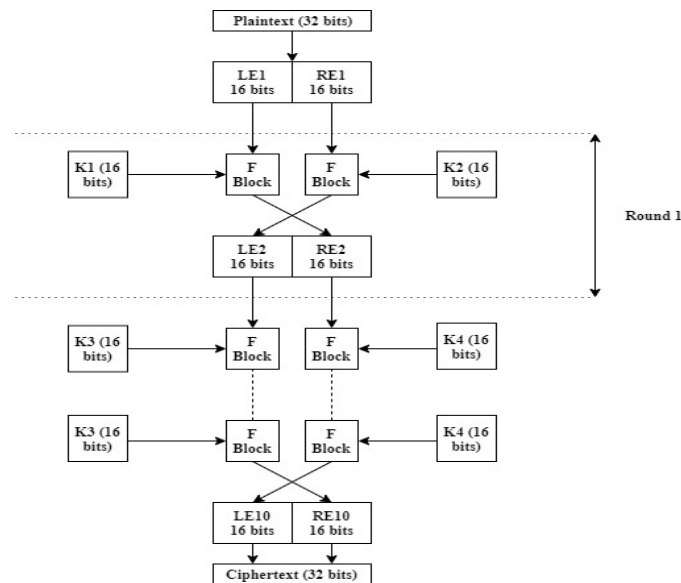 Plaintext (32 bits)
LE1
16 bits
RE1
16 bits
K1 (16
bits)
F
Block
F
Block
K2 (16
bits)
Round 1
LE2
16 bits
RE2
16 bits
K3 (16
bits)
F
Block
F
Block
K4 (16
bits)
K3 (16
bits)
F
Block
F
Block
K4 (16
bits)
LE10
16 bits
RE10
16 bits
Ciphertext (32 bits)